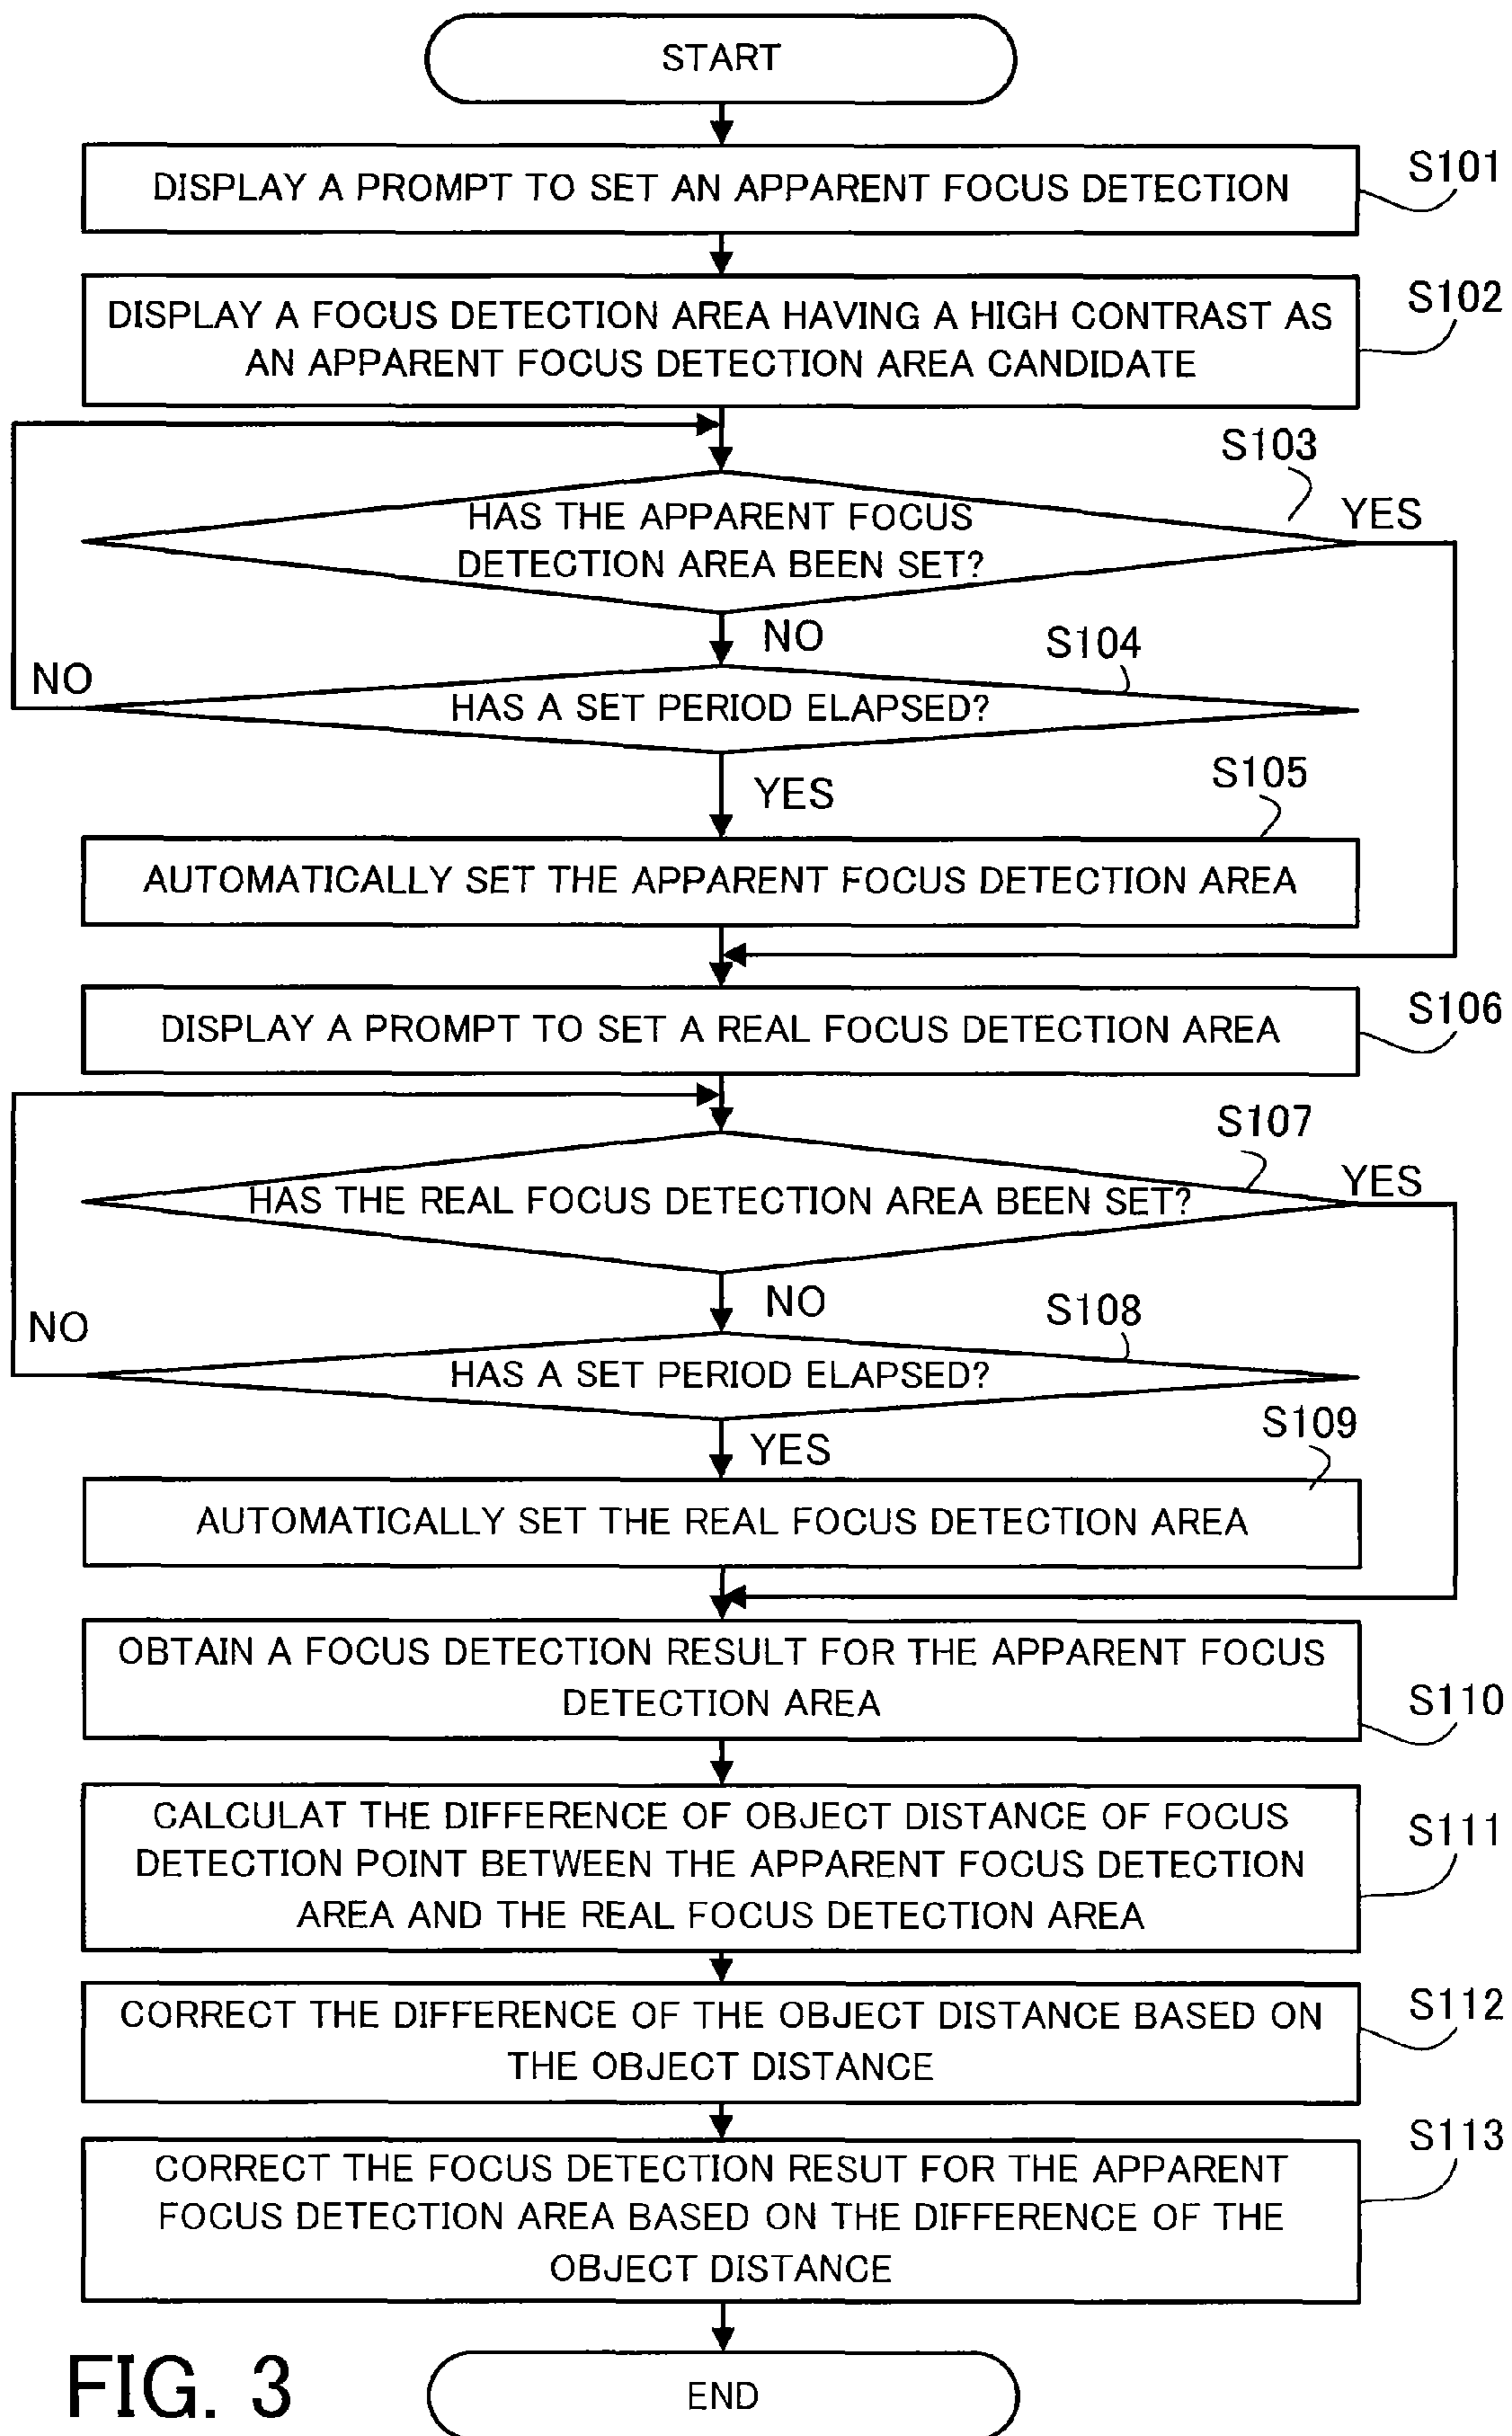 START
DISPLAY A PROMPT TO SET AN APPARENT FOCUS DETECTION
S101
DISPLAY A FOCUS DETECTION AREA HAVING A HIGH CONTRAST AS
AN APPARENT FOCUS DETECTION AREA CANDIDATE
S102
HAS THE APPARENT FOCUS
DETECTION AREA BEEN SET?
S103
YES
NO
HAS A SET PERIOD ELAPSED?
S104
NO
YES
AUTOMATICALLY SET THE APPARENT FOCUS DETECTION AREA
S105
DISPLAY A PROMPT TO SET A REAL FOCUS DETECTION AREA
S106
HAS THE REAL FOCUS DETECTION AREA BEEN SET?
S107
YES
NO
HAS A SET PERIOD ELAPSED?
S108
NO
YES
AUTOMATICALLY SET THE REAL FOCUS DETECTION AREA
S109
OBTAIN A FOCUS DETECTION RESULT FOR THE APPARENT FOCUS
DETECTION AREA
S110
CALCULAT THE DIFFERENCE OF OBJECT DISTANCE OF FOCUS
DETECTION POINT BETWEEN THE APPARENT FOCUS DETECTION
AREA AND THE REAL FOCUS DETECTION AREA
S111
CORRECT THE DIFFERENCE OF THE OBJECT DISTANCE BASED ON
THE OBJECT DISTANCE
S112
CORRECT THE FOCUS DETECTION RESUT FOR THE APPARENT
FOCUS DETECTION AREA BASED ON THE DIFFERENCE OF THE
OBJECT DISTANCE
S113
END
FIG. 3